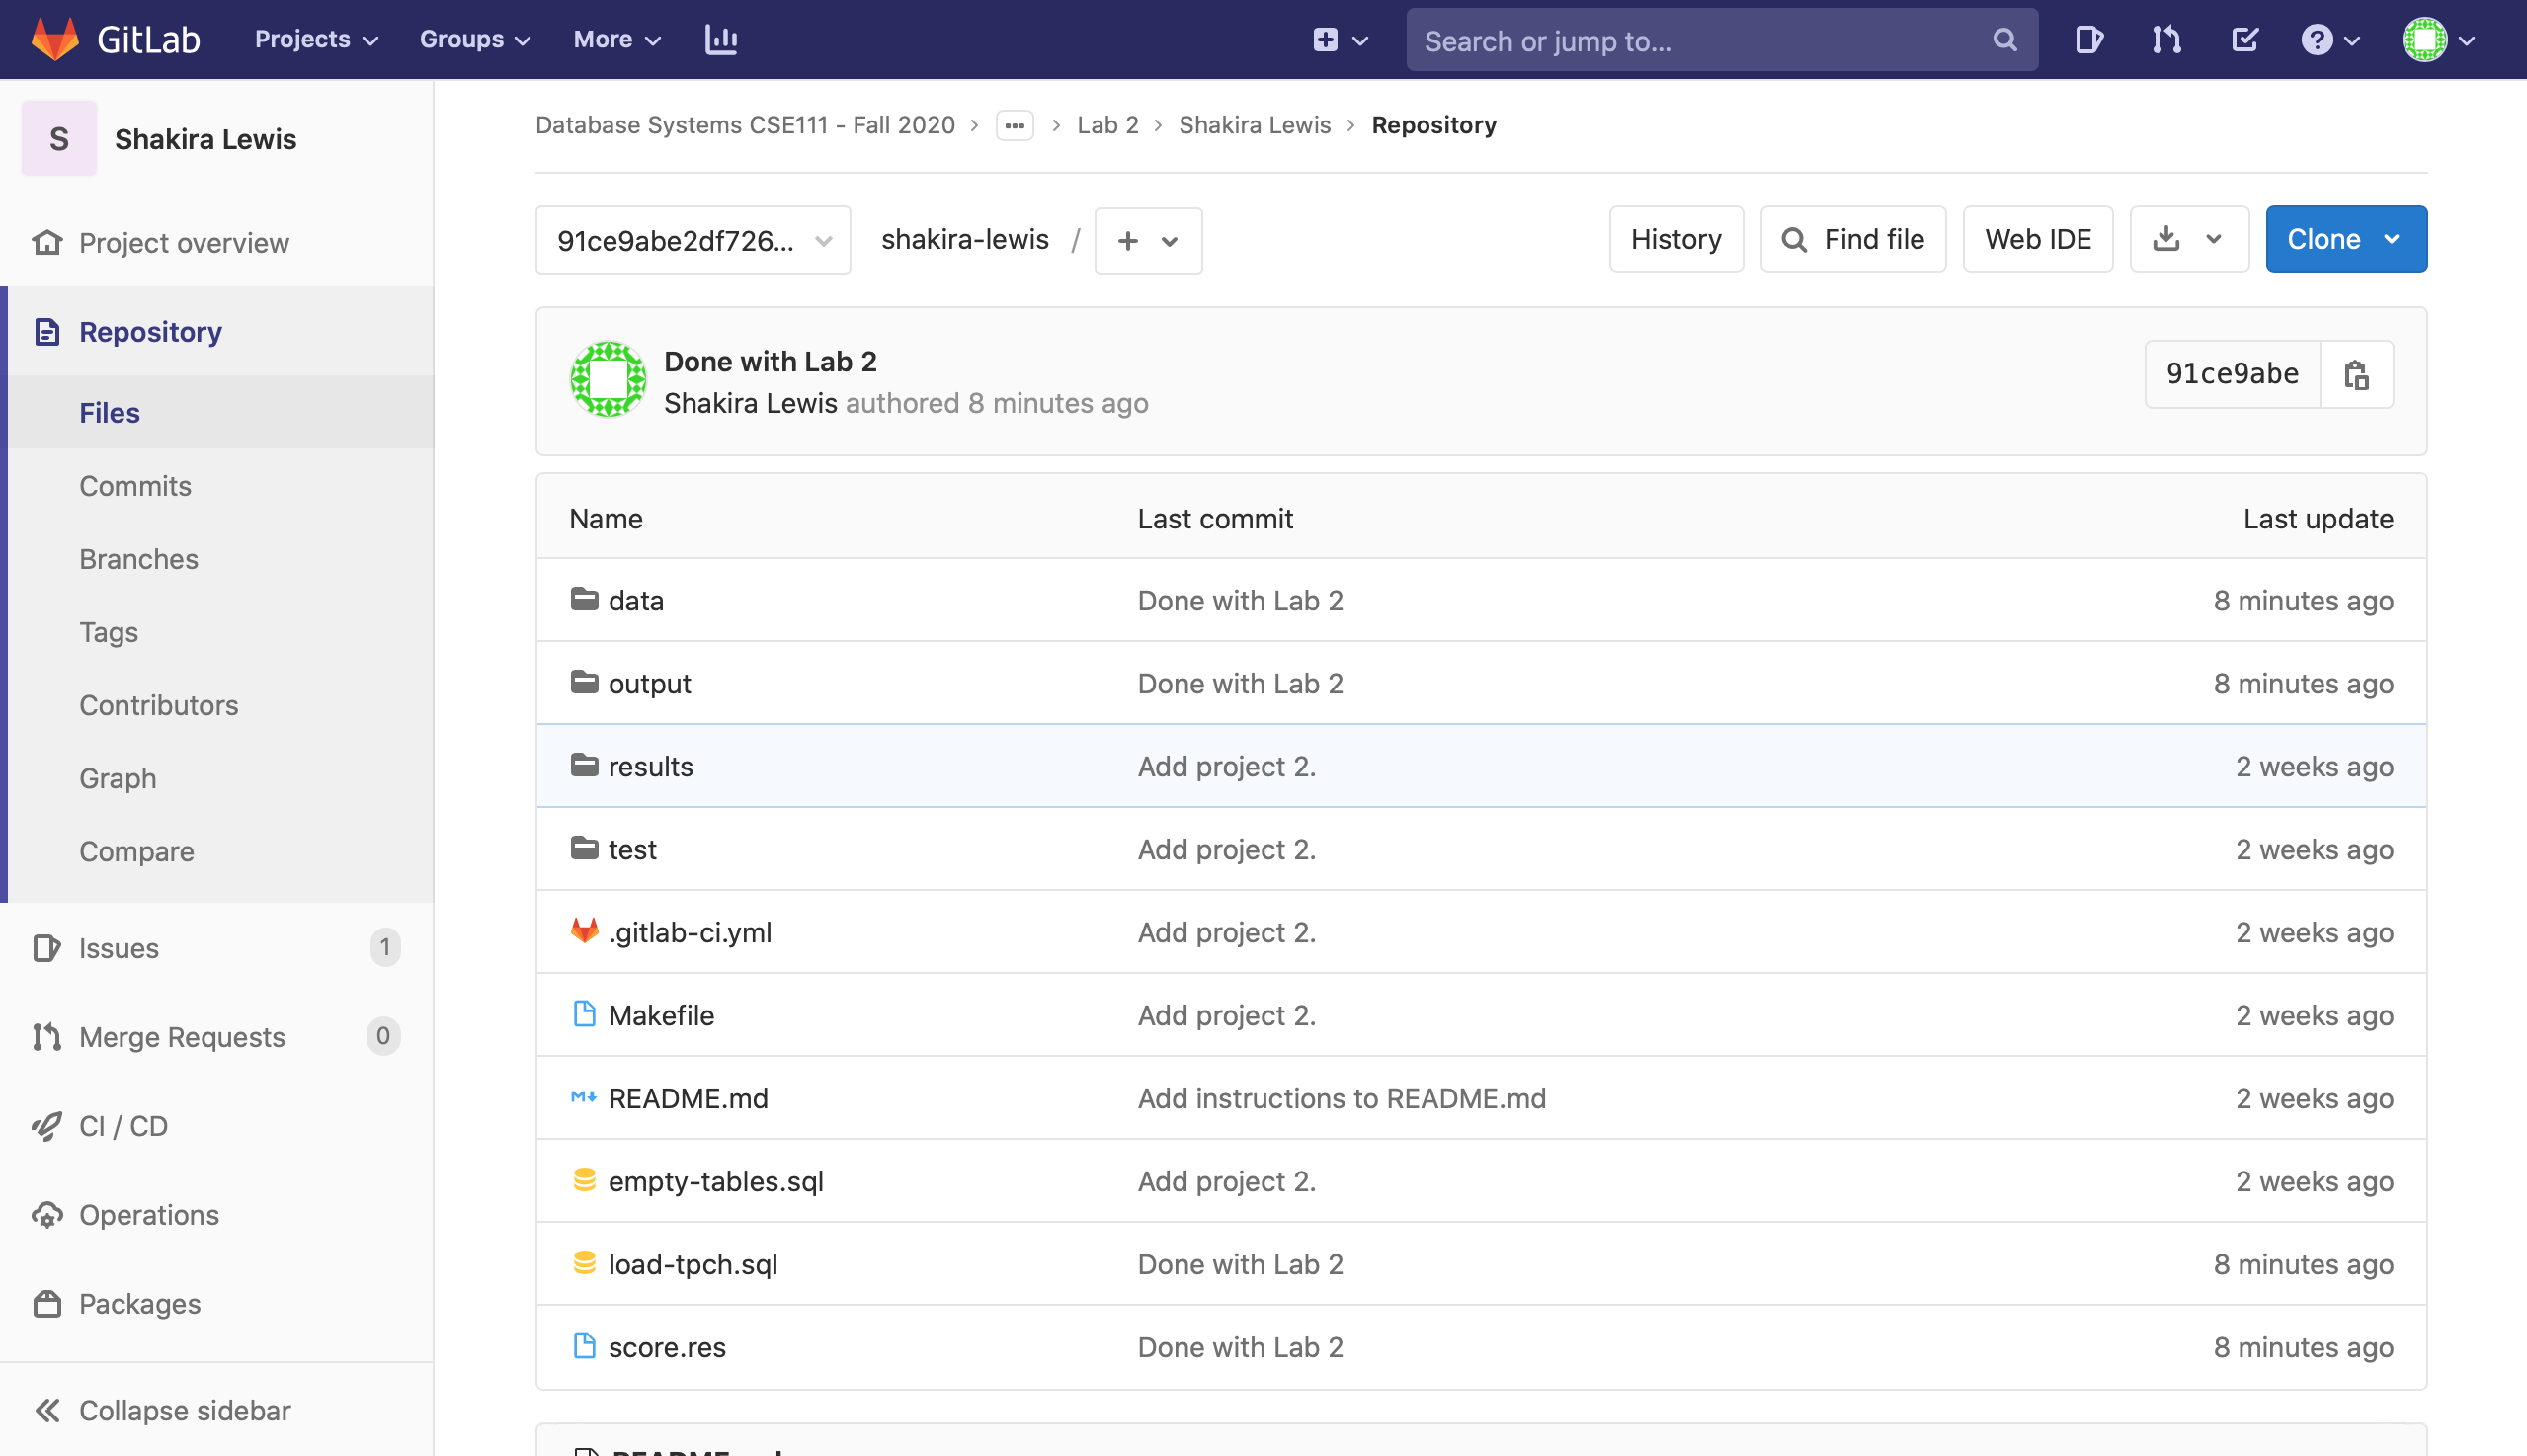 GitLab Projects Groups More Search or jump to...
S Shakira Lewis
Project overview
Repository
Files
Commits
Branches
Tags
Contributors
Graph
Compare
Issues 1
Merge Requests 0
CI / CD
Operations
Packages
Collapse sidebar
Database Systems CSE111 - Fall 2020 > ... > Lab 2 > Shakira Lewis > Repository
91ce9abe2df726... shakira-lewis / + History Find file Web IDE Clone
Done with Lab 2
Shakira Lewis authored 8 minutes ago
91ce9abe
Name Last commit Last update
data Done with Lab 2 8 minutes ago
output Done with Lab 2 8 minutes ago
results Add project 2. 2 weeks ago
test Add project 2. 2 weeks ago
.gitlab-ci.yml Add project 2. 2 weeks ago
Makefile Add project 2. 2 weeks ago
README.md Add instructions to README.md 2 weeks ago
empty-tables.sql Add project 2. 2 weeks ago
load-tpch.sql Done with Lab 2 8 minutes ago
score.res Done with Lab 2 8 minutes ago